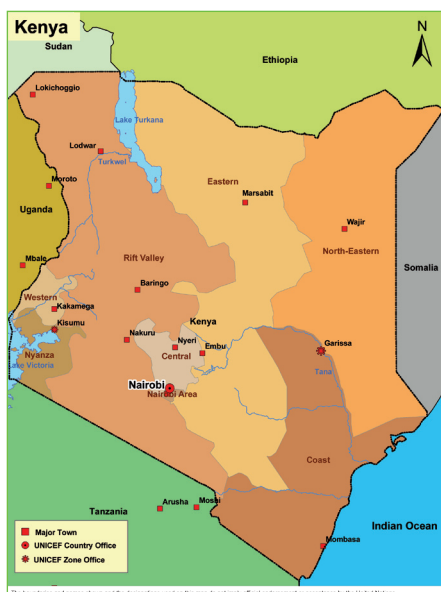 Kenya
N
Sudan
Ethiopia
Lokichoggio
Lake Turkana
Lodwar
Turkwel
Eastern
Moroto
Marsabit
Uganda
Wajir
North-Eastern
Rift Valley
Mbale
Somalia
Baringo
Western
Kakamega
Kenya
Kisumu
Nakuru
Nyeri
Garissa
Embu
Nyanza
Central
Lake Victoria
Tana
Nairobi
Nairobi Area
Coast
Moshi
Arusha
Tanzania
Indian Ocean
Major Town
UNICEF Country Office
UNICEF Zone Office
Mombasa